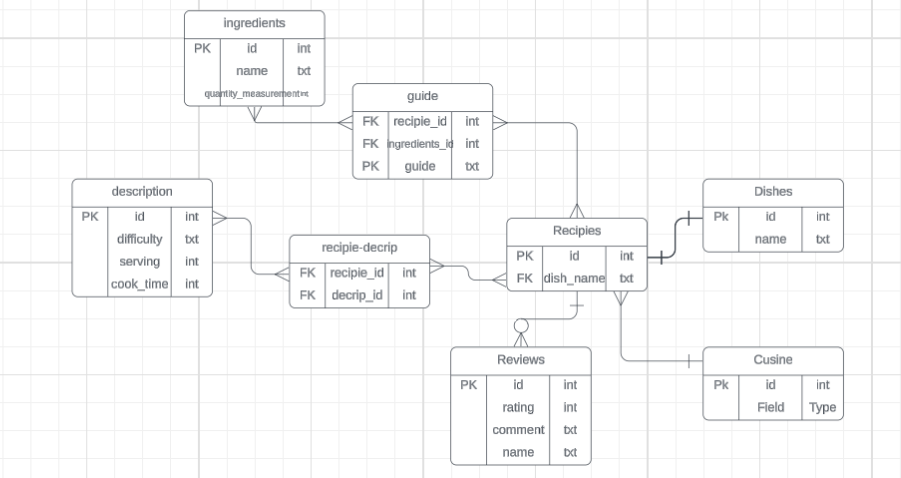 ingredients
PK id int
name txt
quantity_measurement int
guide
FK recipie_id int
FK ingredients_id int
PK guide txt
description
PK id int
difficulty txt
serving int
cook_time int
recipie-decrip
FK recipie_id int
FK decrip_id int
Recipies
PK id int
FK dish_name txt
Dishes
Pk id int
name txt
Reviews
PK id int
rating int
comment txt
name txt
Cusine
Pk id int
Field Type